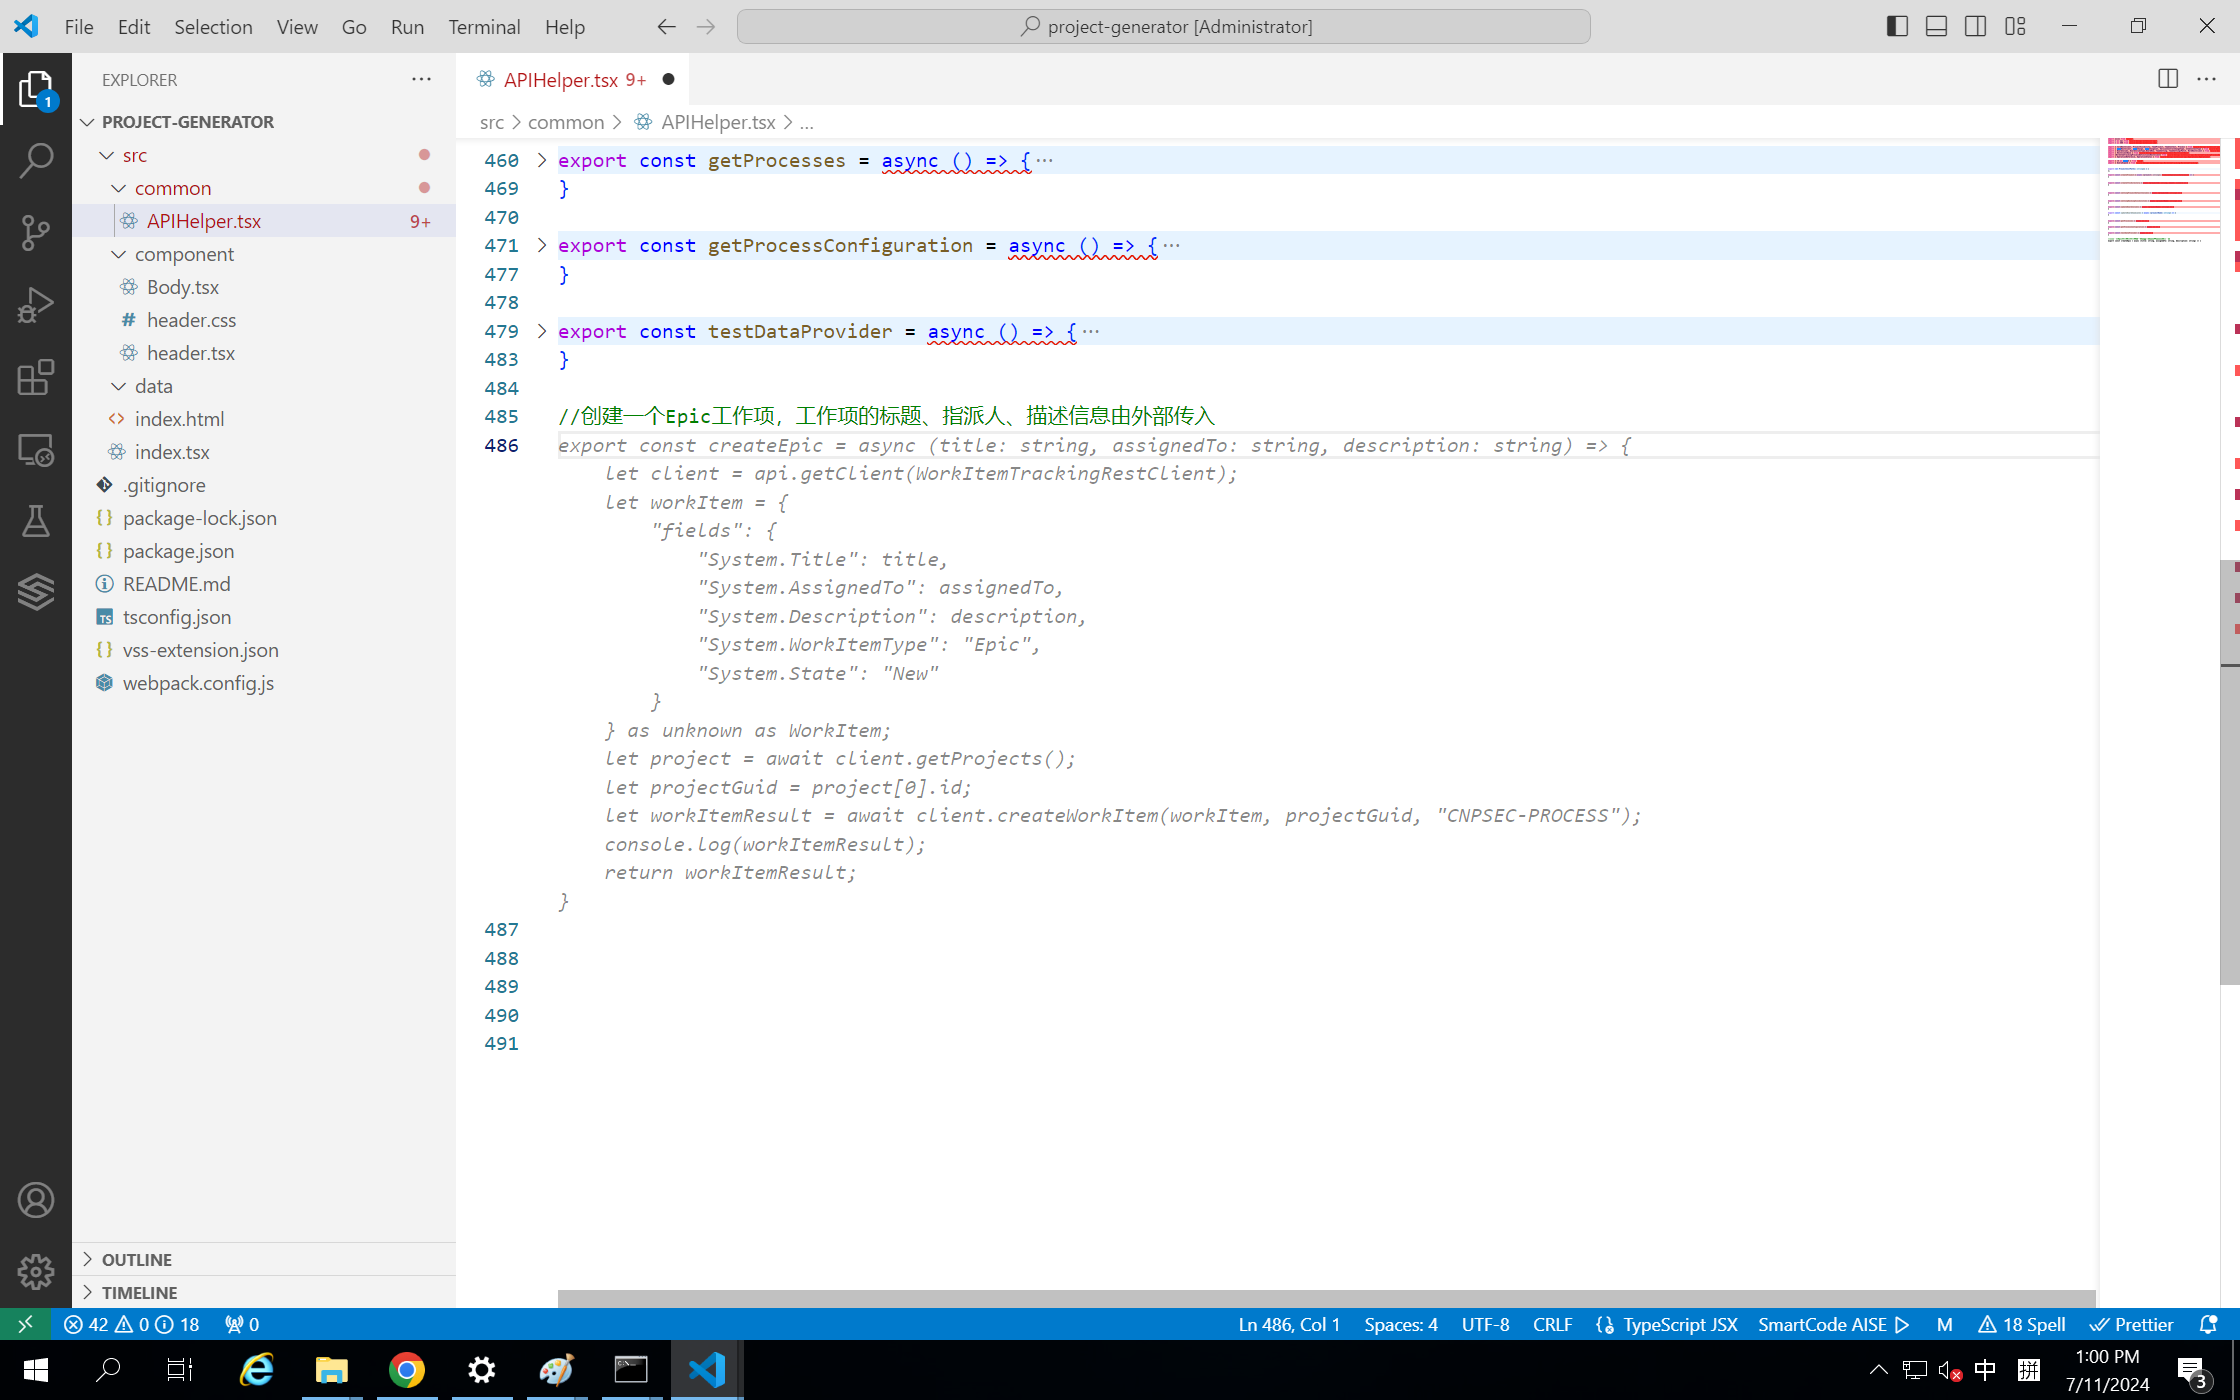 File Edit Selection View Go Run Terminal Help
project-generator [Administrator]
EXPLORER
PROJECT-GENERATOR
src
common
APIHelper.tsx 9+
component
Body.tsx
# header.css
header.tsx
data
<> index.html
index.tsx
.gitignore
{} package-lock.json
{} package.json
README.md
TS tsconfig.json
{} vss-extension.json
webpack.config.js
OUTLINE
TIMELINE
1
APIHelper.tsx 9+
src > common > APIHelper.tsx > ...
460 export const getProcesses = async () => {...
469 }
470
471 export const getProcessConfiguration = async () => {...
477 }
478
479 export const testDataProvider = async () => {...
483 }
484
485 //创建一个Epic工作项，工作项的标题、指派人、描述信息由外部传入
486 export const createEpic = async (title: string, assignedTo: string, description: string) => {
let client = api.getClient(WorkItemTrackingRestClient);
let workItem = {
"fields": {
"System.Title": title,
"System.AssignedTo": assignedTo,
"System.Description": description,
"System.WorkItemType": "Epic",
"System.State": "New"
}
} as unknown as WorkItem;
let project = await client.getProjects();
let projectGuid = project[0].id;
let workItemResult = await client.createWorkItem(workItem, projectGuid, "CNPSEC-PROCESS");
console.log(workItemResult);
return workItemResult;
}
487
488
489
490
491
42 0 18 0
Ln 486, Col 1 Spaces: 4 UTF-8 CRLF {} TypeScript JSX SmartCode AISE M 18 Spell Prettier
中 拼 1:00 PM
7/11/2024 3